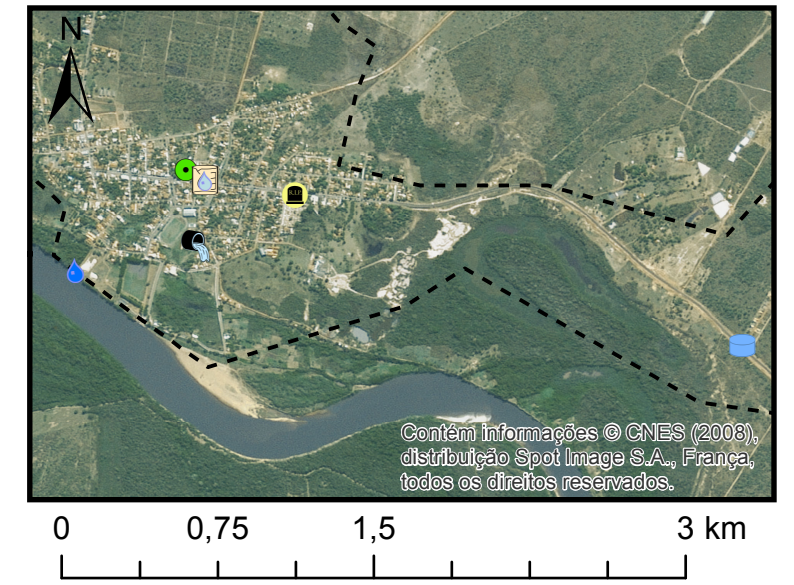 N
R.I.P
Contém informações © CNES (2008),
distribuição Spot Image S.A., França,
todos os direitos reservados.
0 0,75 1,5 3 km